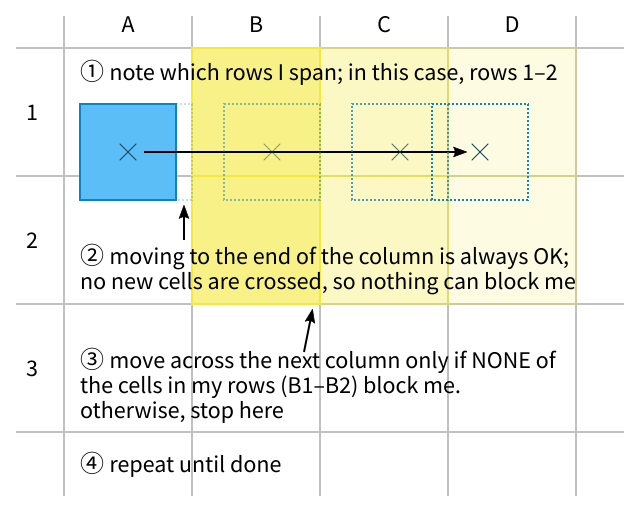 A B C D
① note which rows I span; in this case, rows 1–2
1
2
② moving to the end of the column is always OK;
no new cells are crossed, so nothing can block me
3
③ move across the next column only if NONE of
the cells in my rows (B1–B2) block me.
otherwise, stop here
④ repeat until done